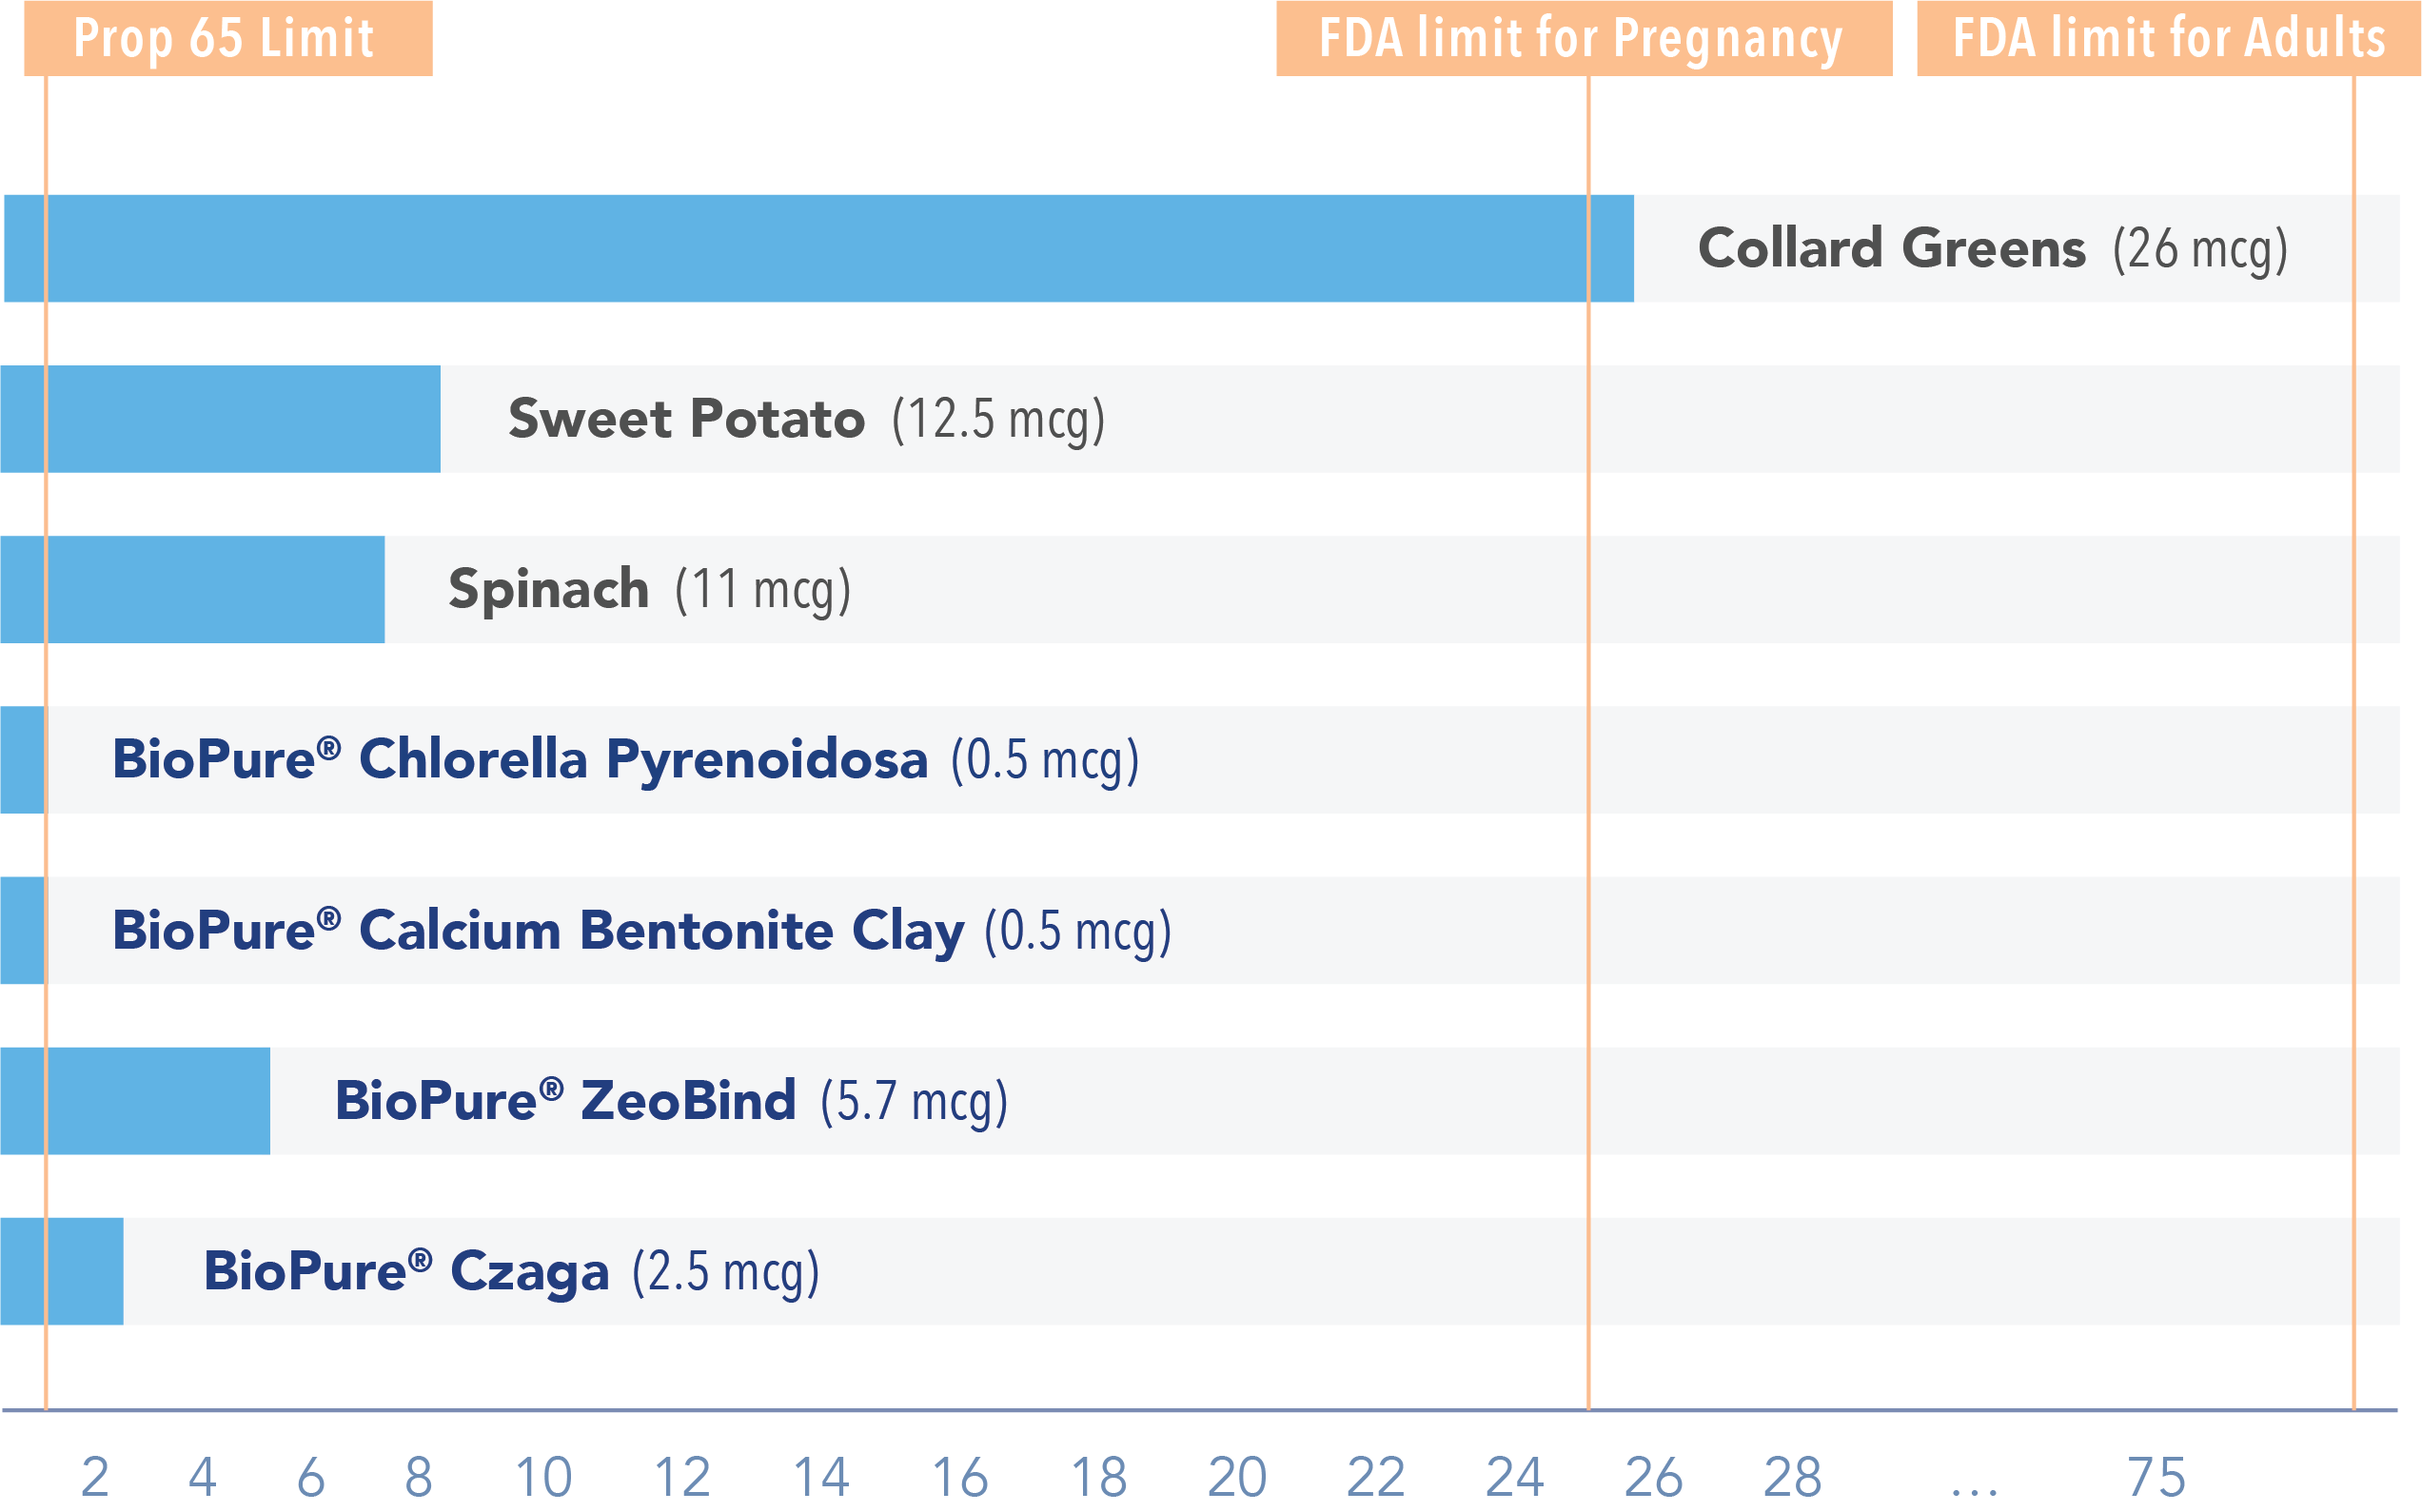 Prop 65 Limit
FDA limit for Pregnancy
FDA limit for Adults
Collard Greens (26 mcg)
Sweet Potato (12.5 mcg)
Spinach (11 mcg)
BioPure® Chlorella Pyrenoidosa (0.5 mcg)
BioPure® Calcium Bentonite Clay (0.5 mcg)
BioPure® ZeoBind (5.7 mcg)
BioPure® Czaga (2.5 mcg)
2 4 6 8 10 12 14 16 18 20 22 24 26 28 ... 75